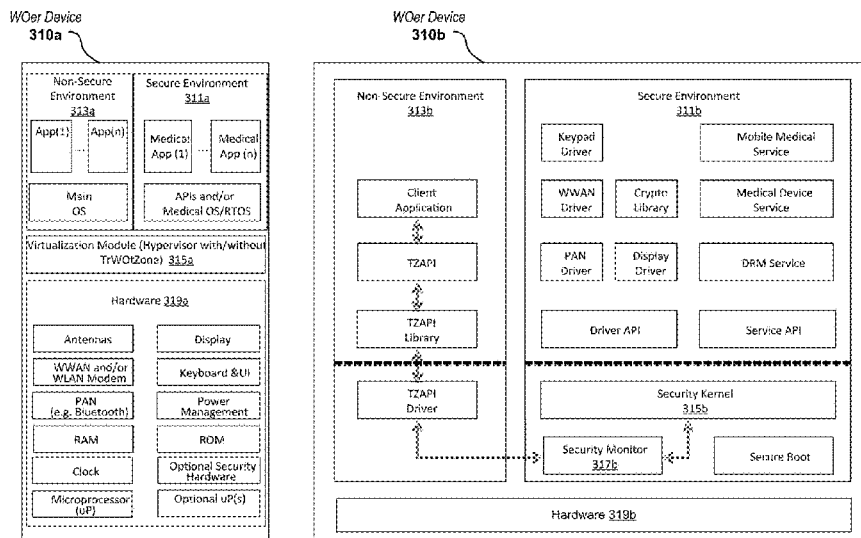 WOer Device
310a
Non-Secure
Environment
313a
App(1)
...
App(n)
Main
OS
Secure Environment
311a
Medical
App (1)
...
Medical
App (n)
APIs and/or
Medical OS/RTOS
Virtualization Module (Hypervisor with/without
TrWOtZone) 315a
Hardware 319a
Antennas
Display
WWAN and/or
WLAN Modem
Keyboard &UI
PAN
(e.g. Bluetooth)
Power
Management
RAM
ROM
Clock
Optional Security
Hardware
Microprocessor
(uP)
Optional uP(s)
WOer Device
310b
Non-Secure Environment
313b
Client
Application
TZAPI
TZAPI
Library
TZAPI
Driver
Secure Environment
311b
Keypad
Driver
Mobile Medical
Service
WWAN
Driver
Crypto
Library
Medical Device
Service
PAN
Driver
Display
Driver
DRM Service
Driver API
Service API
Security Kernel
315b
Security Monitor
317b
Secure Boot
Hardware 319b